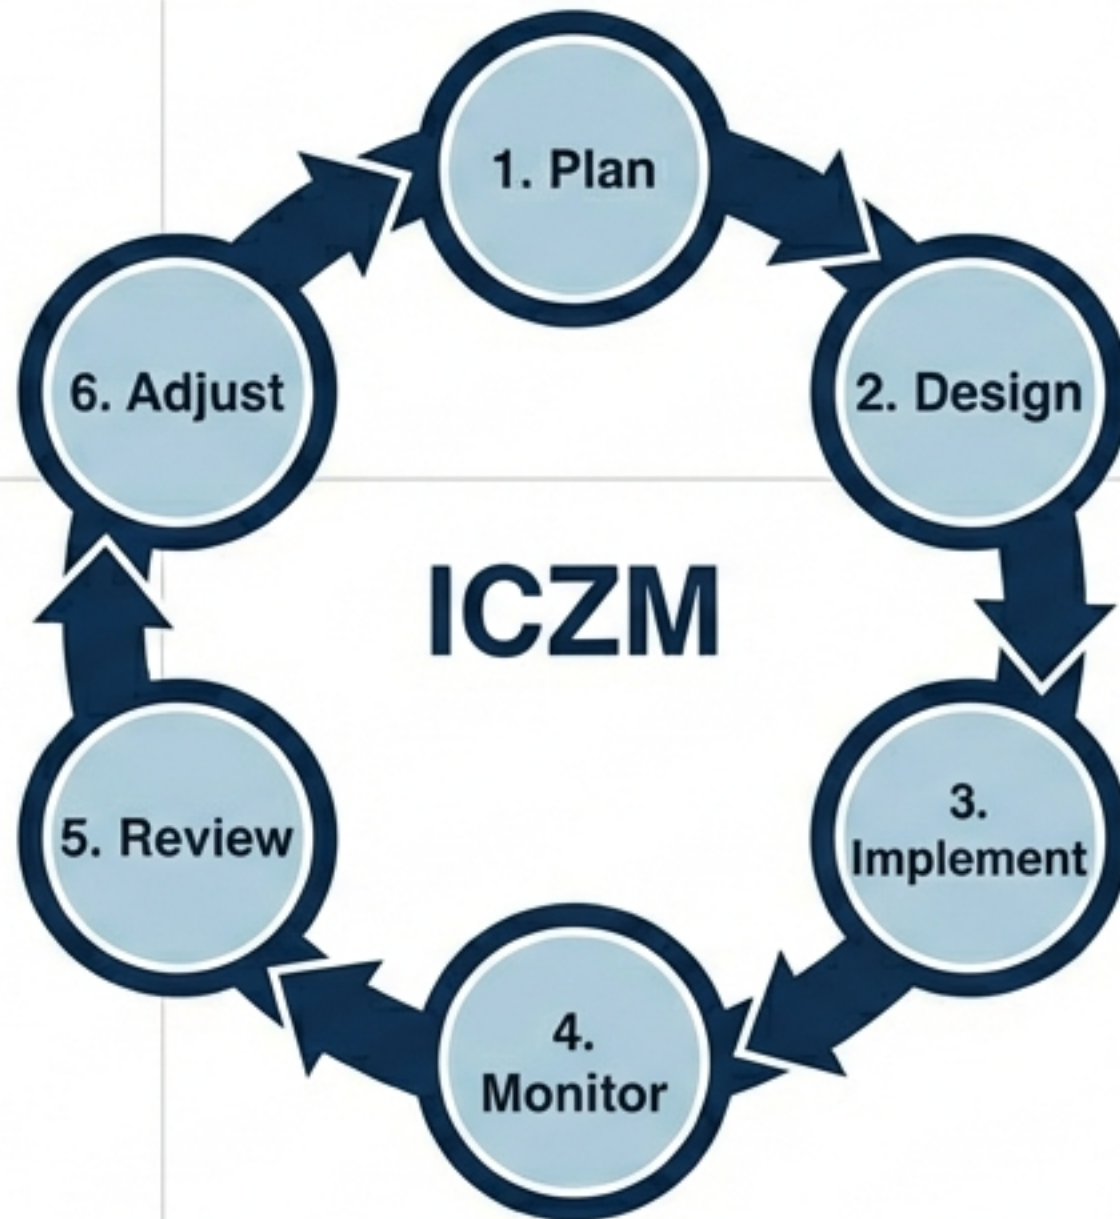 1. Plan
2. Design
3.
Implement
4.
Monitor
5. Review
6. Adjust
ICZM